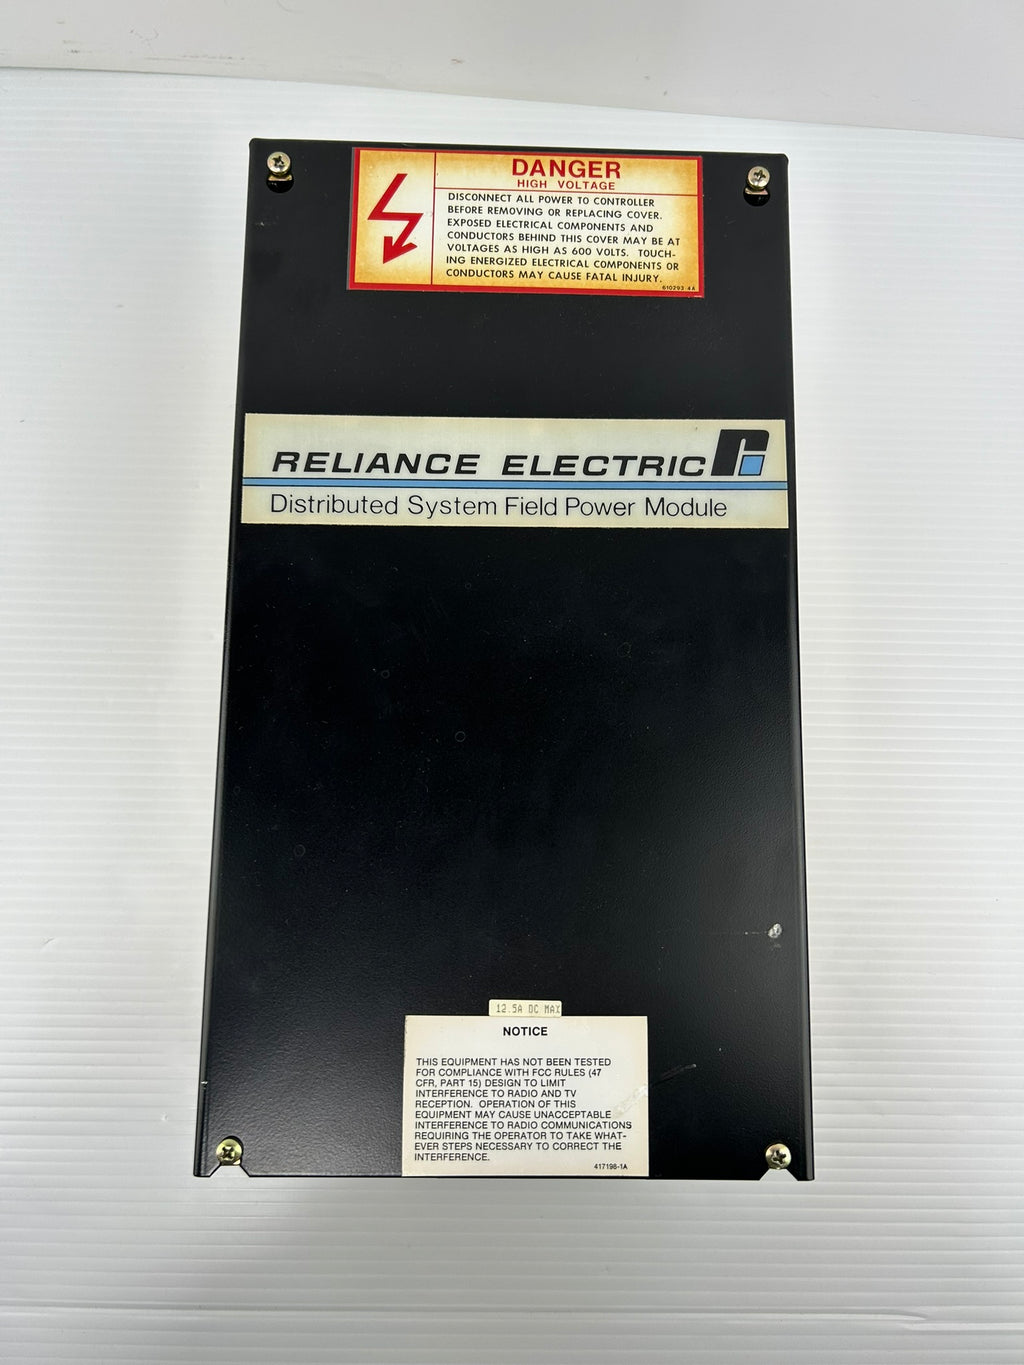 DANGER
HIGH VOLTAGE
DISCONNECT ALL POWER TO CONTROLLER
BEFORE REMOVING OR REPLACING COVER.
EXPOSED ELECTRICAL COMPONENTS AND
CONDUCTORS BEHIND THIS COVER MAY BE AT
VOLTAGES AS HIGH AS 600 VOLTS. TOUCH-
ING ENERGIZED ELECTRICAL COMPONENTS OR
CONDUCTORS MAY CAUSE FATAL INJURY.
610293-4A
RELIANCE ELECTRIC
Distributed System Field Power Module
12.5A DC MAX
NOTICE
THIS EQUIPMENT HAS NOT BEEN TESTED
FOR COMPLIANCE WITH FCC RULES (47
CFR, PART 15) DESIGN TO LIMIT
INTERFERENCE TO RADIO AND TV
RECEPTION. OPERATION OF THIS
EQUIPMENT MAY CAUSE UNACCEPTABLE
INTERFERENCE TO RADIO COMMUNICATIONS
REQUIRING THE OPERATOR TO TAKE WHAT-
EVER STEPS NECESSARY TO CORRECT THE
INTERFERENCE.
417198-1A